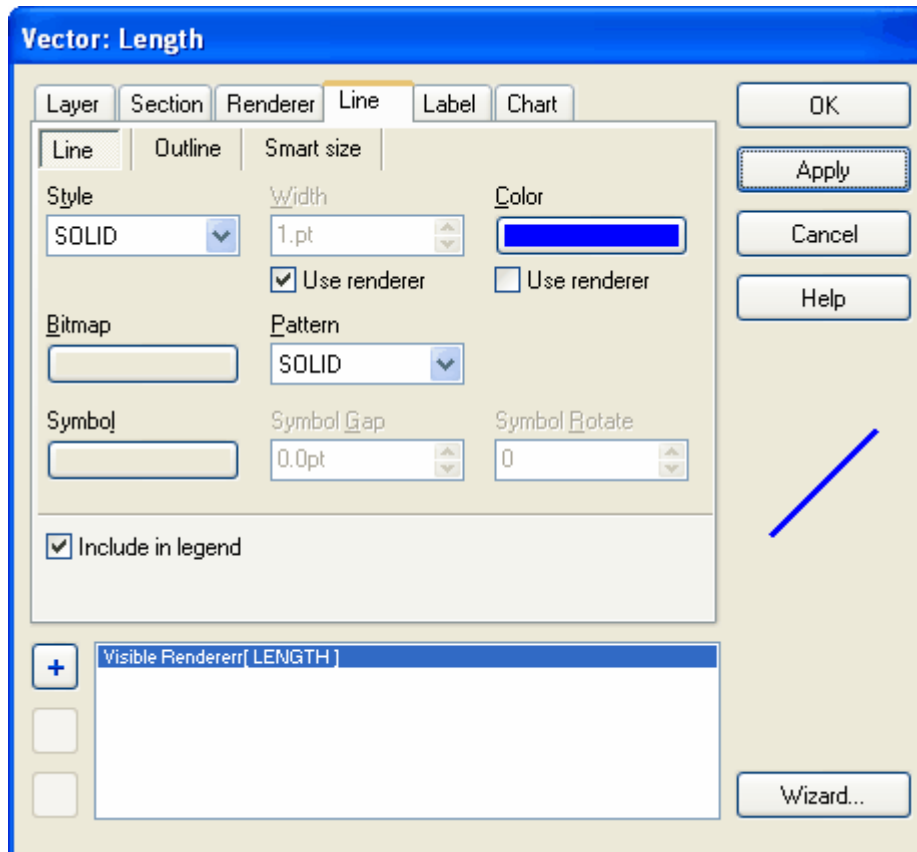 Vector: Length
Layer Section Renderer Line Label Chart
OK
Line Outline Smart size
Apply
Style Width Color
SOLID 1.pt
Cancel
Use renderer Use renderer
Help
Bitmap Pattern
SOLID
Symbol Symbol Gap Symbol Rotate
0.0pt 0
Include in legend
+
Visible Rendererr[ LENGTH ]
Wizard...